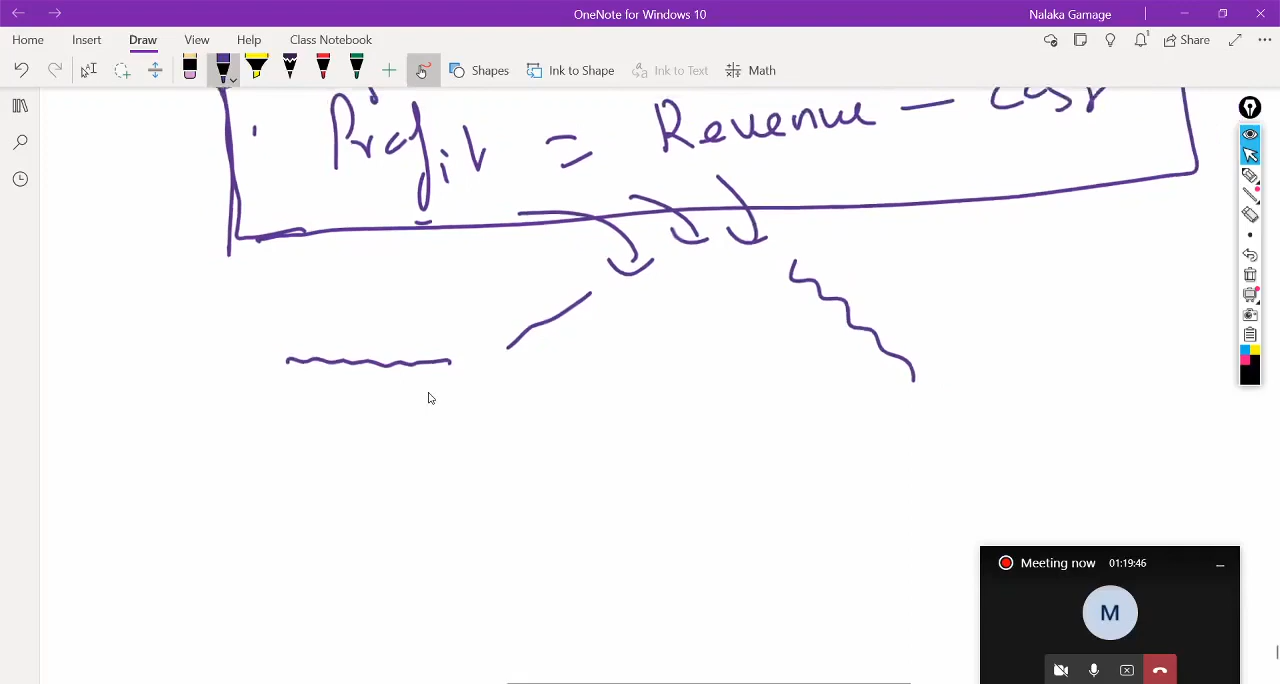 OneNote for Windows 10
Nalaka Gamage
Home Insert Draw View Help Class Notebook
Share
Shapes Ink to Shape Ink to Text Math
Profit = Revenue – Cost
Meeting now 01:19:46
M